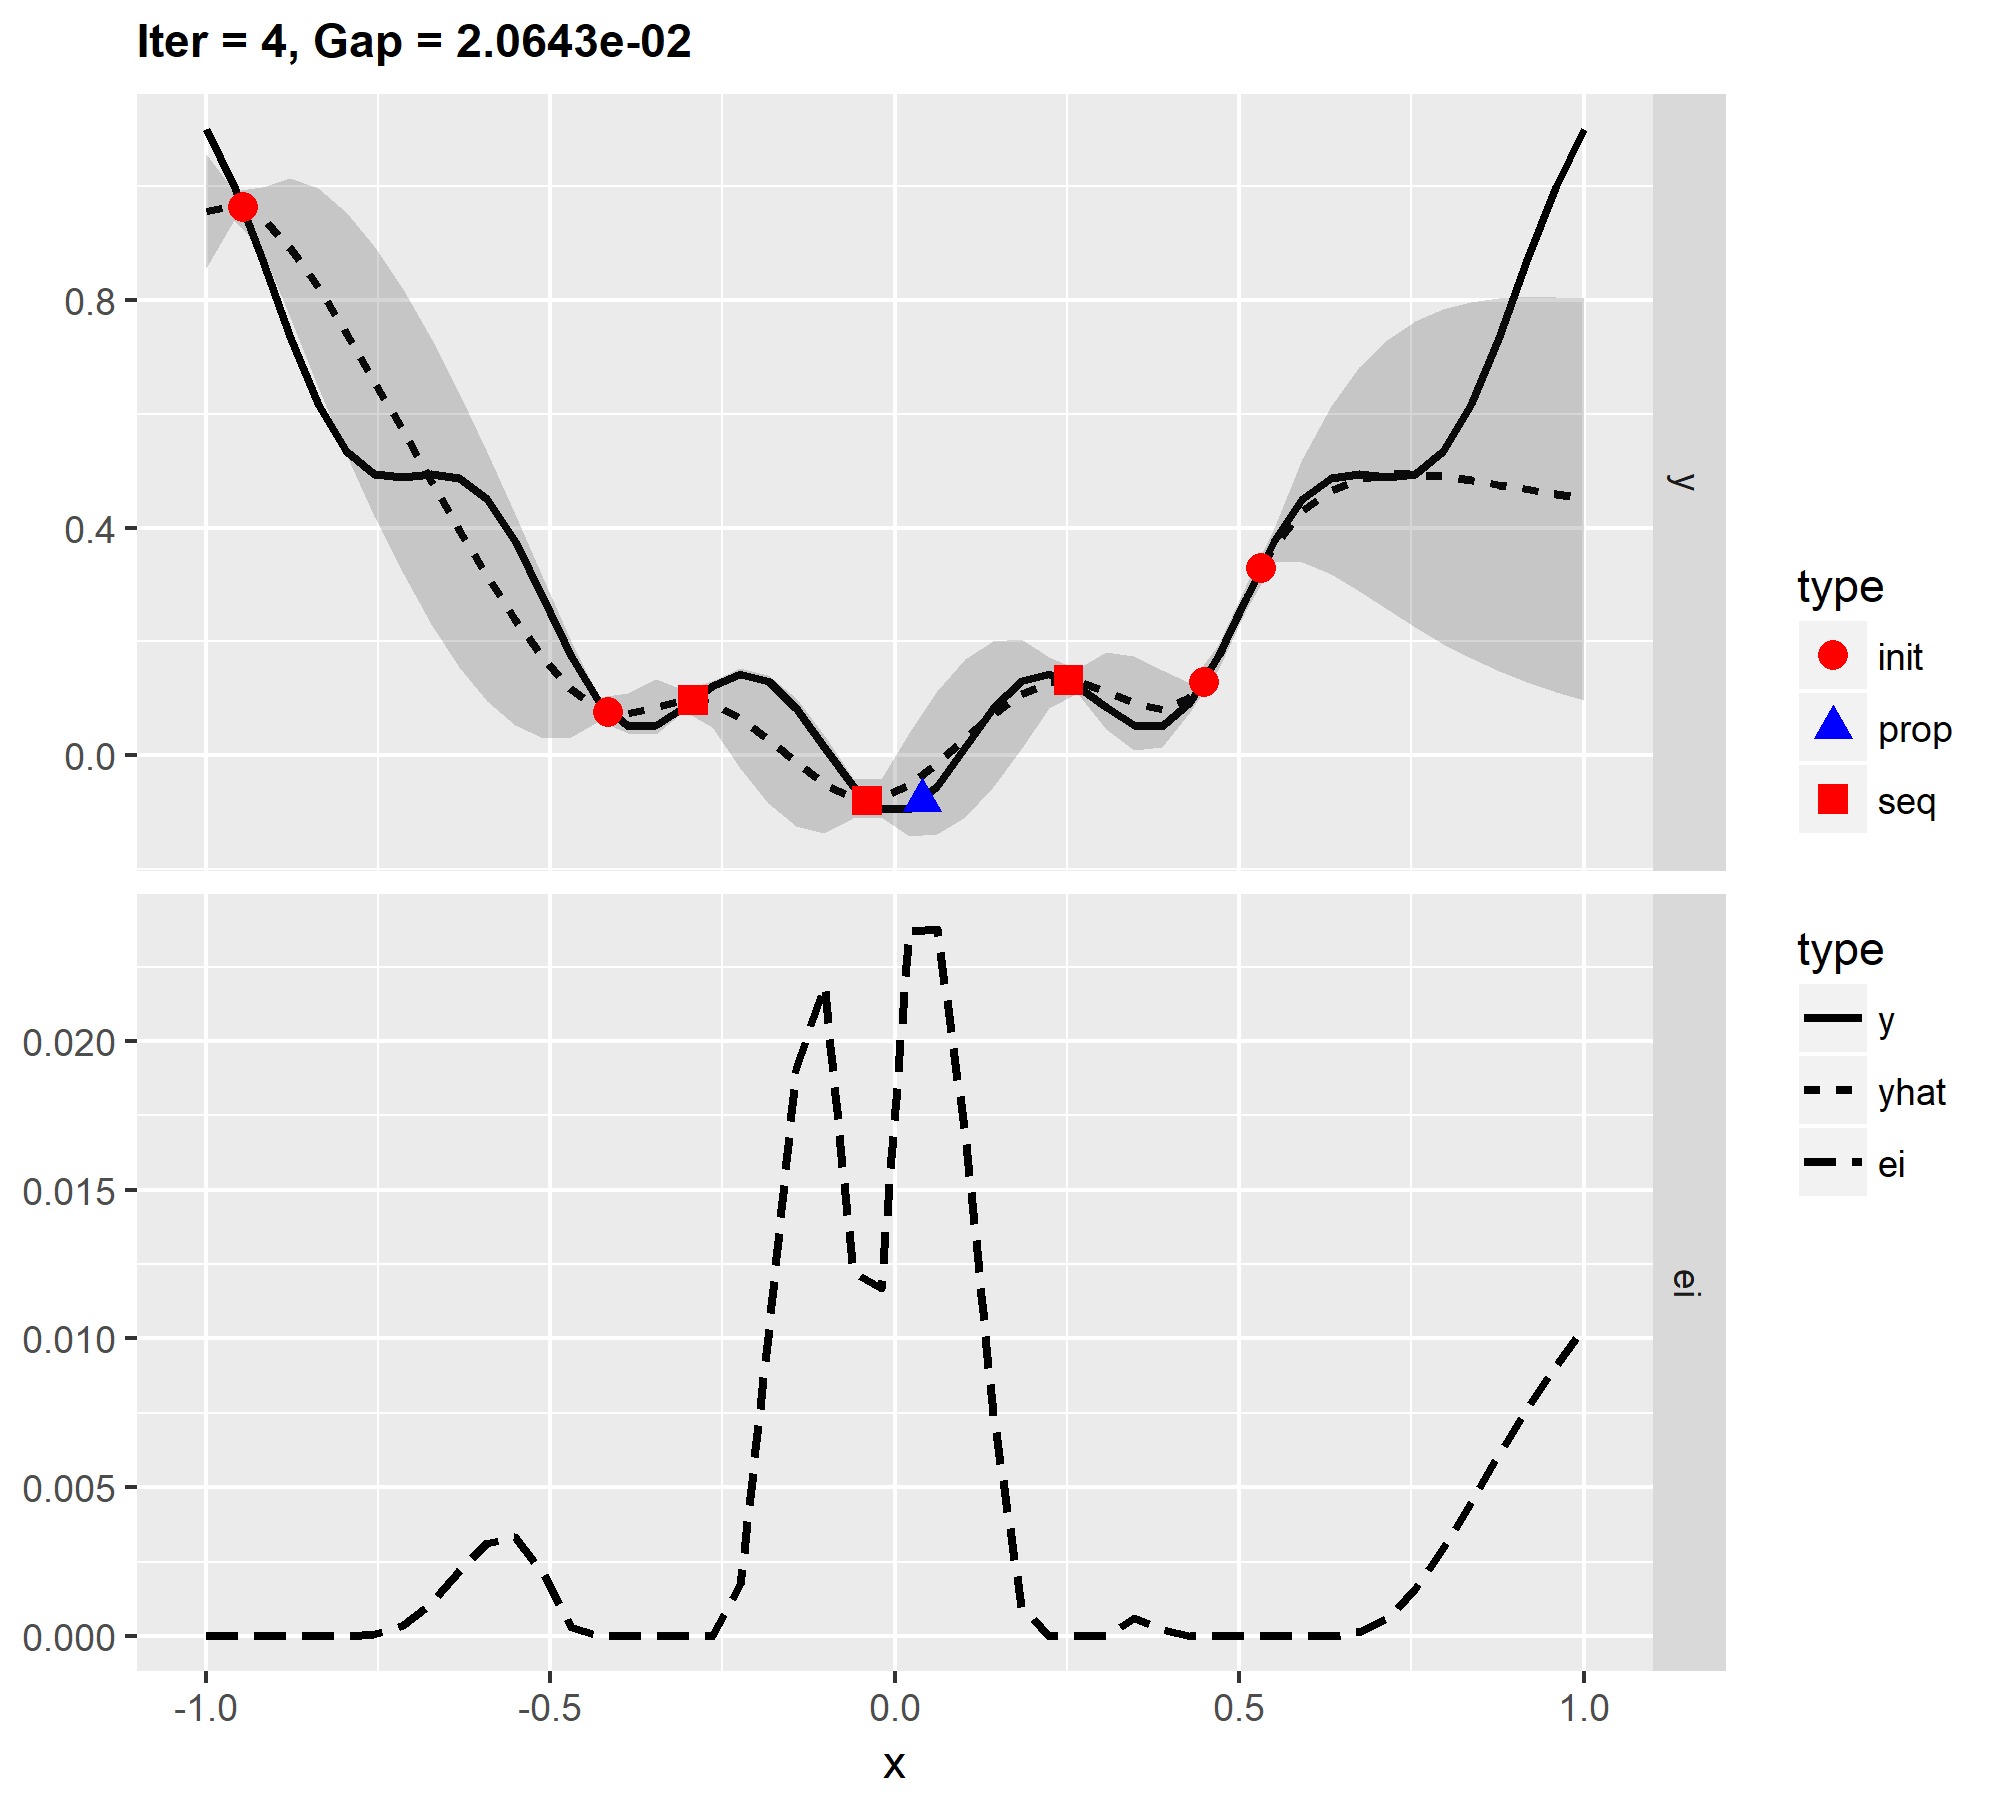 Iter = 4, Gap = 2.0643e-02
0.8
0.4
0.0
y
0.020
0.015
0.010
0.005
0.000
ei
-1.0
-0.5
0.0
0.5
1.0
x
type
init
prop
seq
type
y
yhat
ei